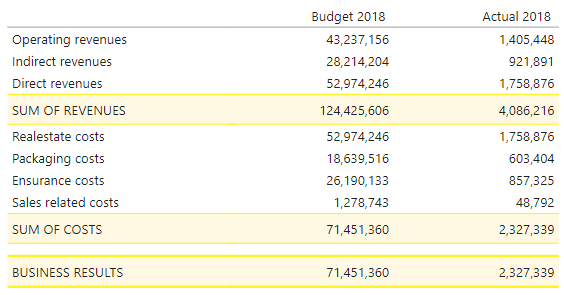 Budget 2018 Actual 2018
Operating revenues 43,237,156 1,405,448
Indirect revenues 28,214,204 921,891
Direct revenues 52,974,246 1,758,876
SUM OF REVENUES 124,425,606 4,086,216
Realestate costs 52,974,246 1,758,876
Packaging costs 18,639,516 603,404
Ensurance costs 26,190,133 857,325
Sales related costs 1,278,743 48,792
SUM OF COSTS 71,451,360 2,327,339
BUSINESS RESULTS 71,451,360 2,327,339